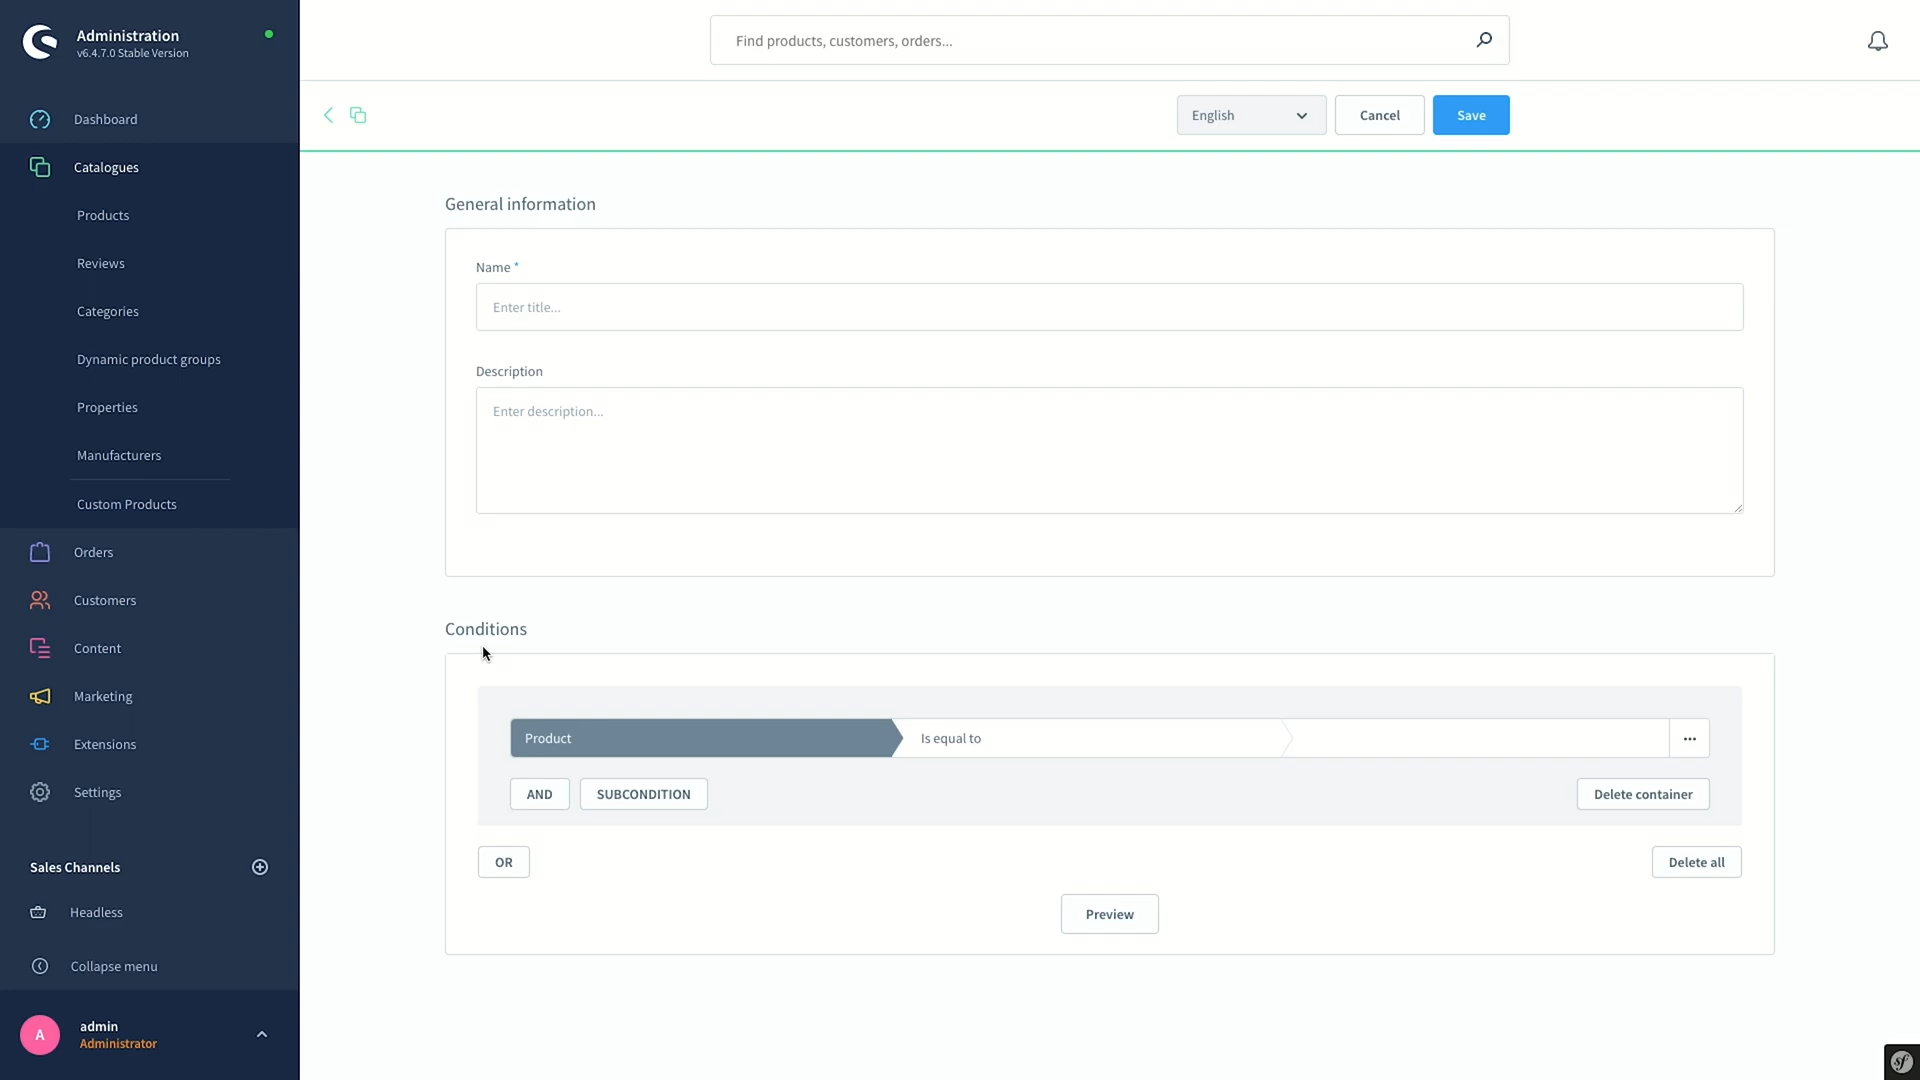 Administration
v6.4.7.0 Stable Version
Find products, customers, orders...
English
Cancel
Save
Dashboard
Catalogues
Products
Reviews
Categories
Dynamic product groups
Properties
Manufacturers
Custom Products
Orders
Customers
Content
Marketing
Extensions
Settings
Sales Channels
Headless
Collapse menu
A
admin
Administrator
General information
Name *
Enter title...
Description
Enter description...
Conditions
Product
Is equal to
...
AND
SUBCONDITION
Delete container
OR
Delete all
Preview
sf